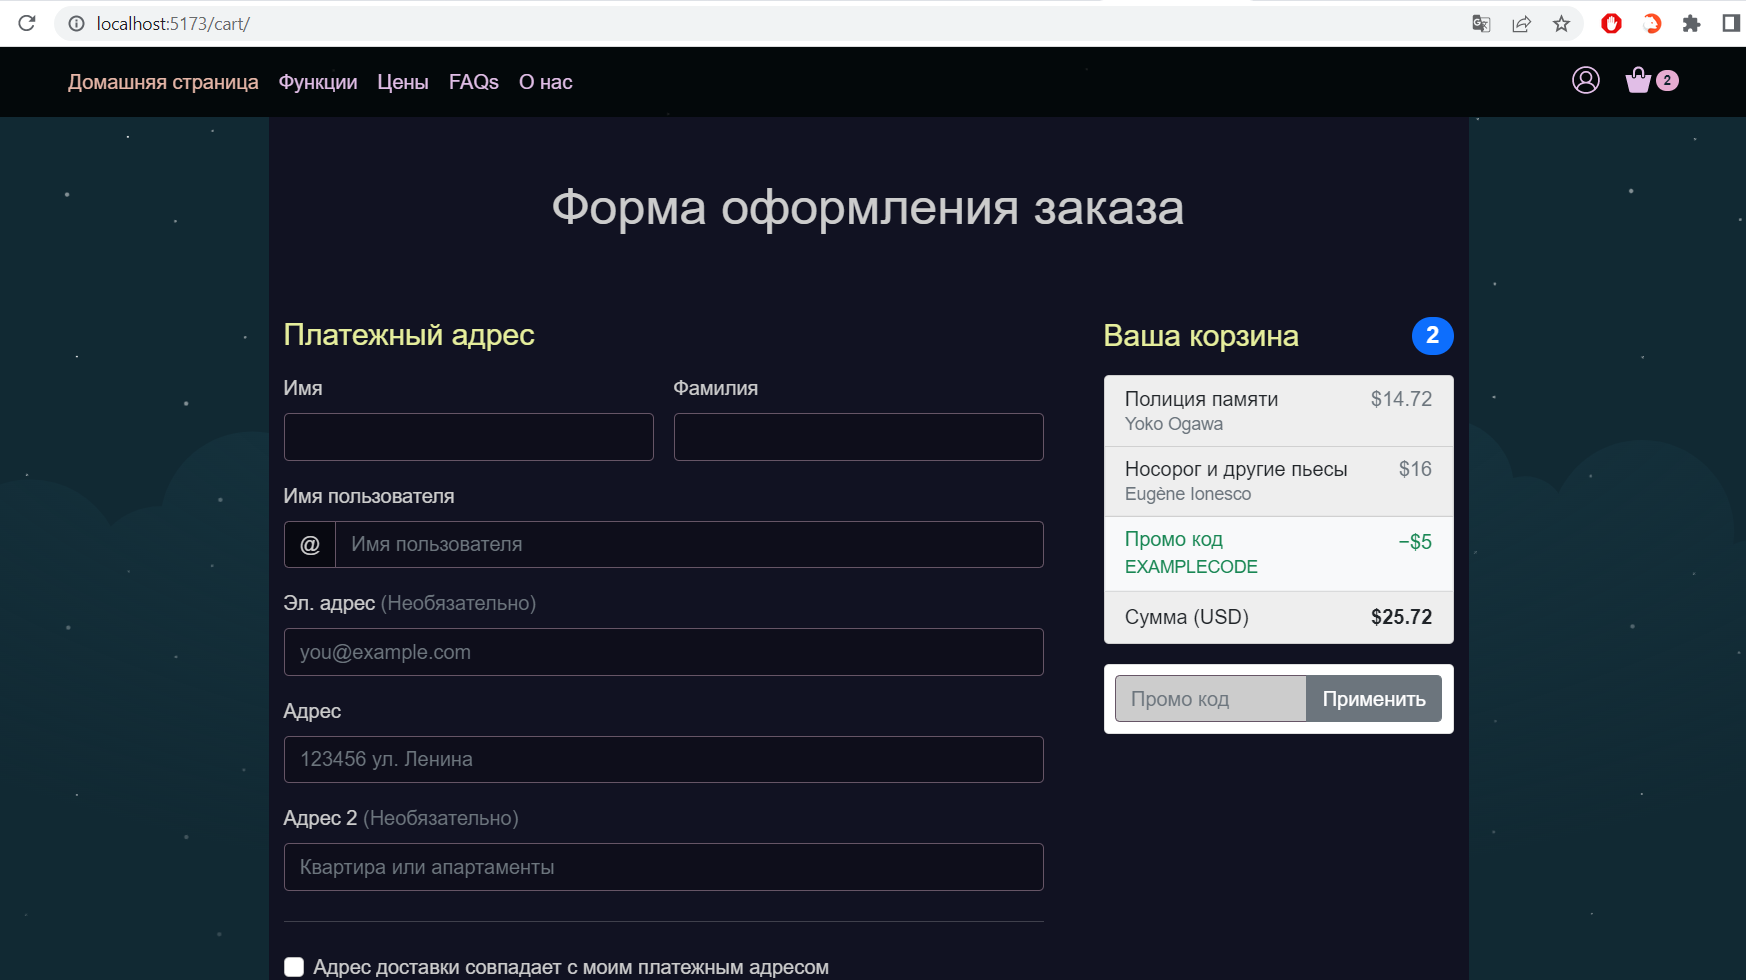 localhost:5173/cart/
Домашняя страница Функции Цены FAQs О нас 2
Форма оформления заказа
Платежный адрес
Имя Фамилия
Имя пользователя
@ Имя пользователя
Эл. адрес (Необязательно)
you@example.com
Адрес
123456 ул. Ленина
Адрес 2 (Необязательно)
Квартира или апартаменты
Адрес доставки совпадает с моим платежным адресом
Ваша корзина 2
Полиция памяти $14.72
Yoko Ogawa
Носорог и другие пьесы $16
Eugène Ionesco
Промо код −$5
EXAMPLECODE
Сумма (USD) $25.72
Промо код Применить